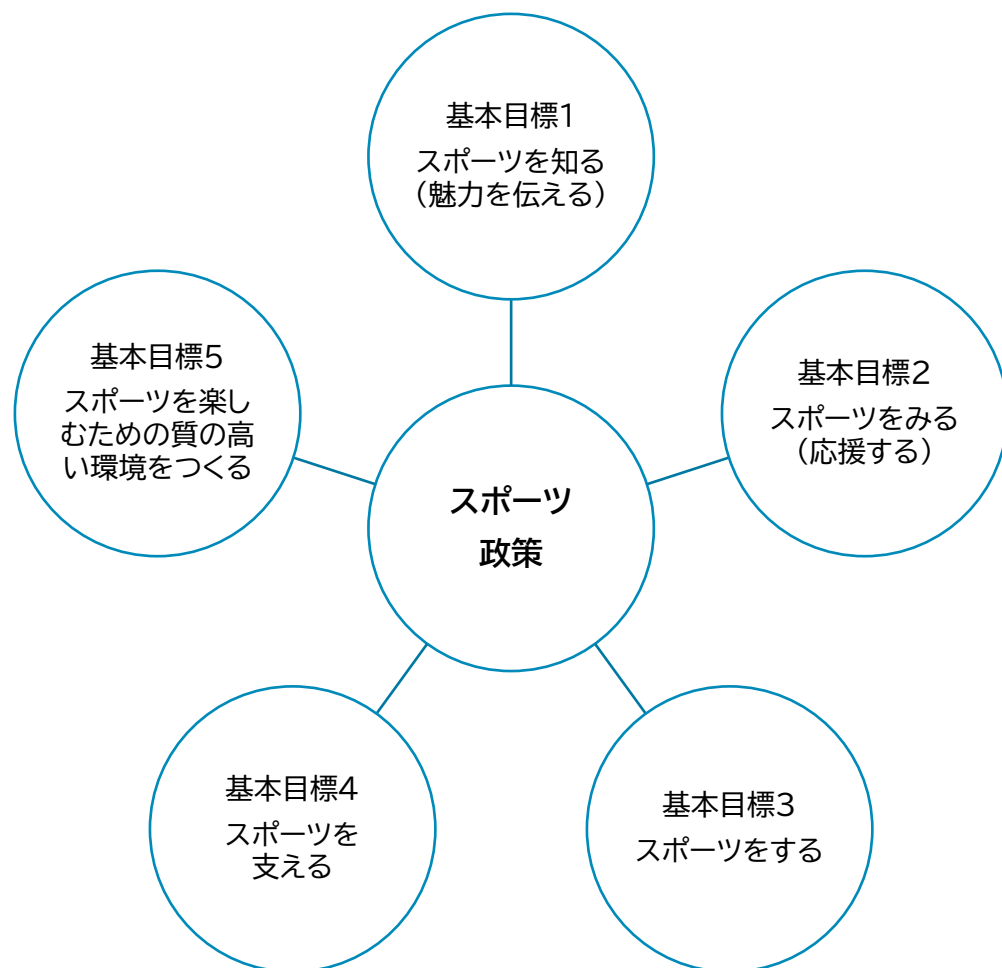 基本目標1
スポーツを知る
(魅力を伝える)
基本目標2
スポーツをみる
(応援する)
基本目標3
スポーツをする
基本目標4
スポーツを
支える
基本目標5
スポーツを楽し
むための質の高
い環境をつくる
スポーツ
政策